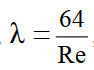 λ = 64/Re